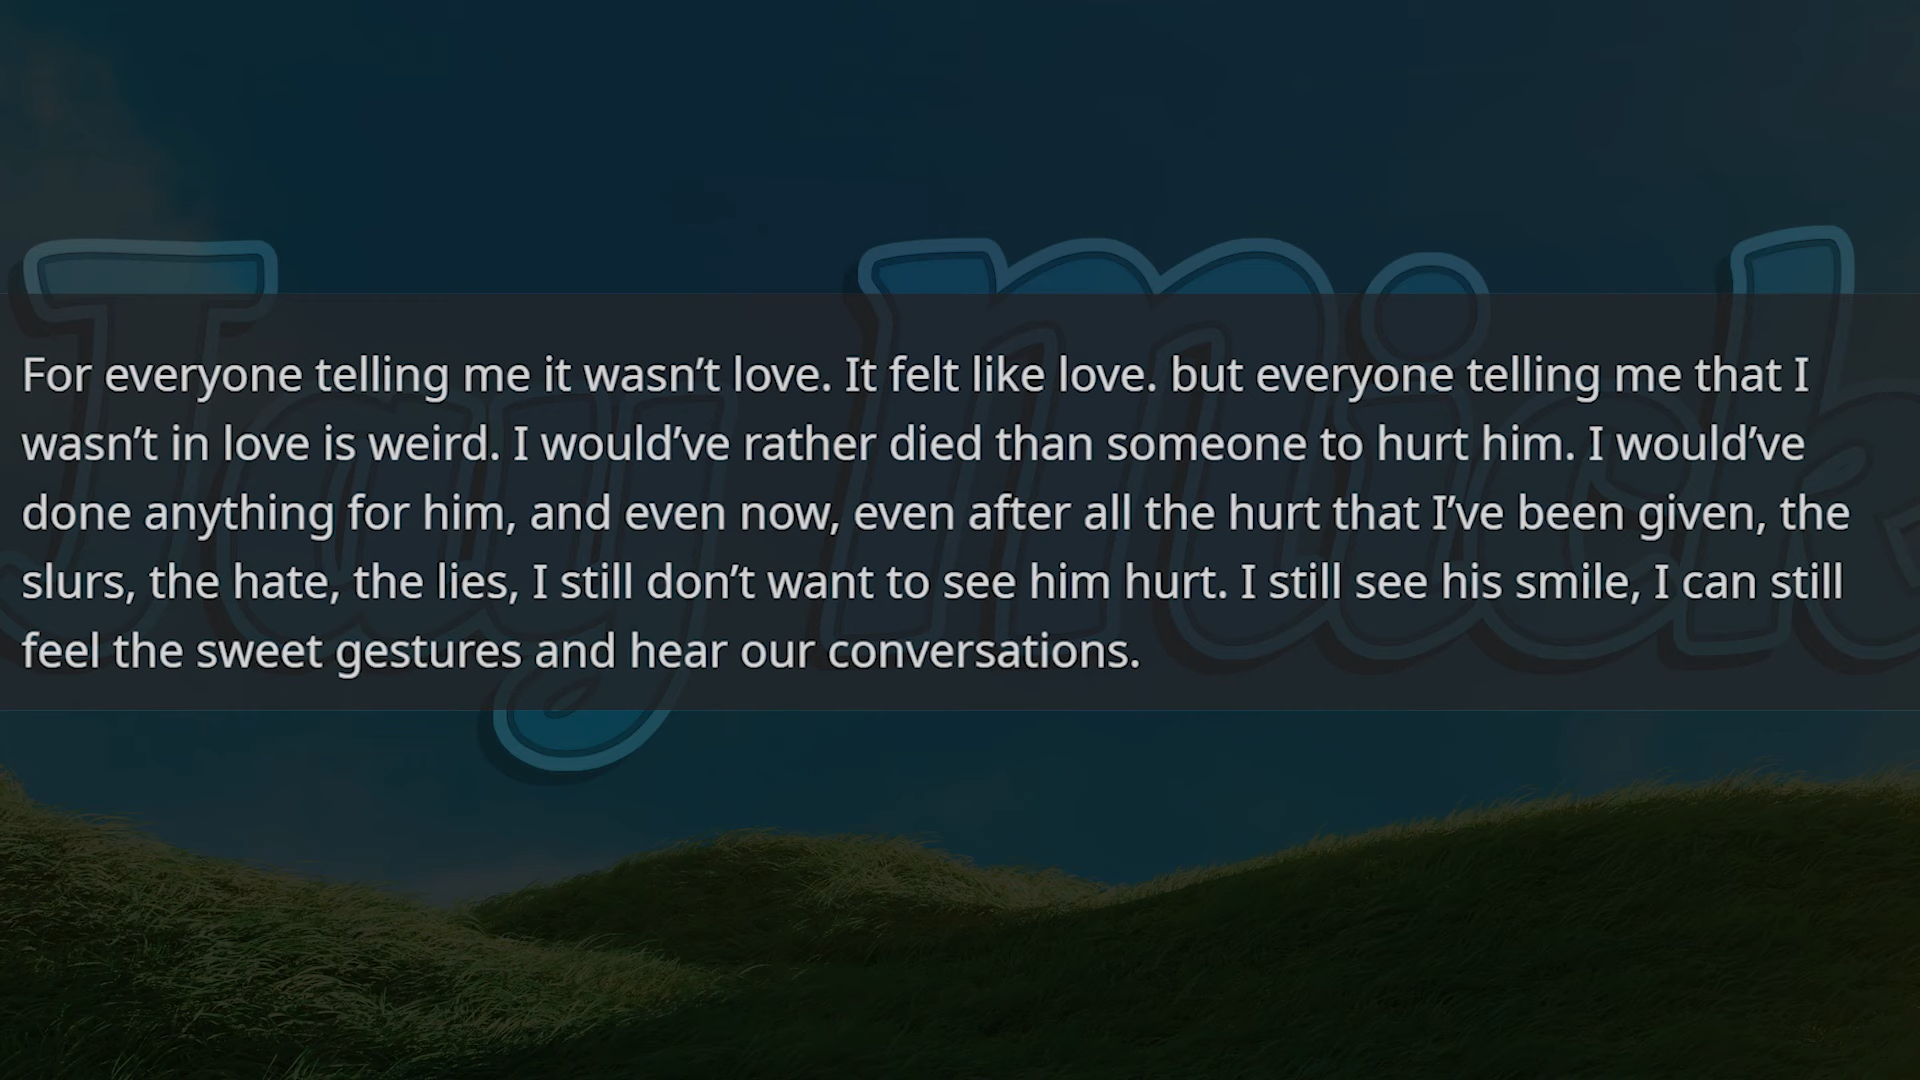 Jay Mick
For everyone telling me it wasn’t love. It felt like love. but everyone telling me that I
wasn’t in love is weird. I would’ve rather died than someone to hurt him. I would’ve
done anything for him, and even now, even after all the hurt that I’ve been given, the
slurs, the hate, the lies, I still don’t want to see him hurt. I still see his smile, I can still
feel the sweet gestures and hear our conversations.